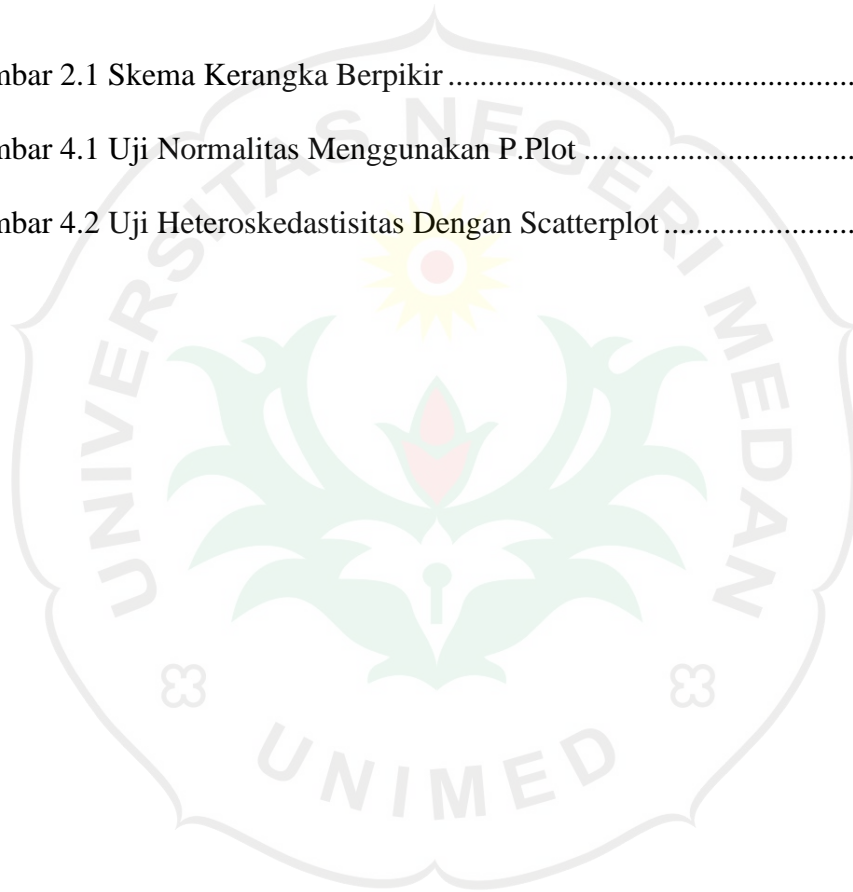 mbar 2.1 Skema Kerangka Berpikir ................................................................
mbar 4.1 Uji Normalitas Menggunakan P.Plot ..........................................
mbar 4.2 Uji Heteroskedastisitas Dengan Scatterplot .............................
UNIVERSITAS NEGERI MEDAN
UNIMED